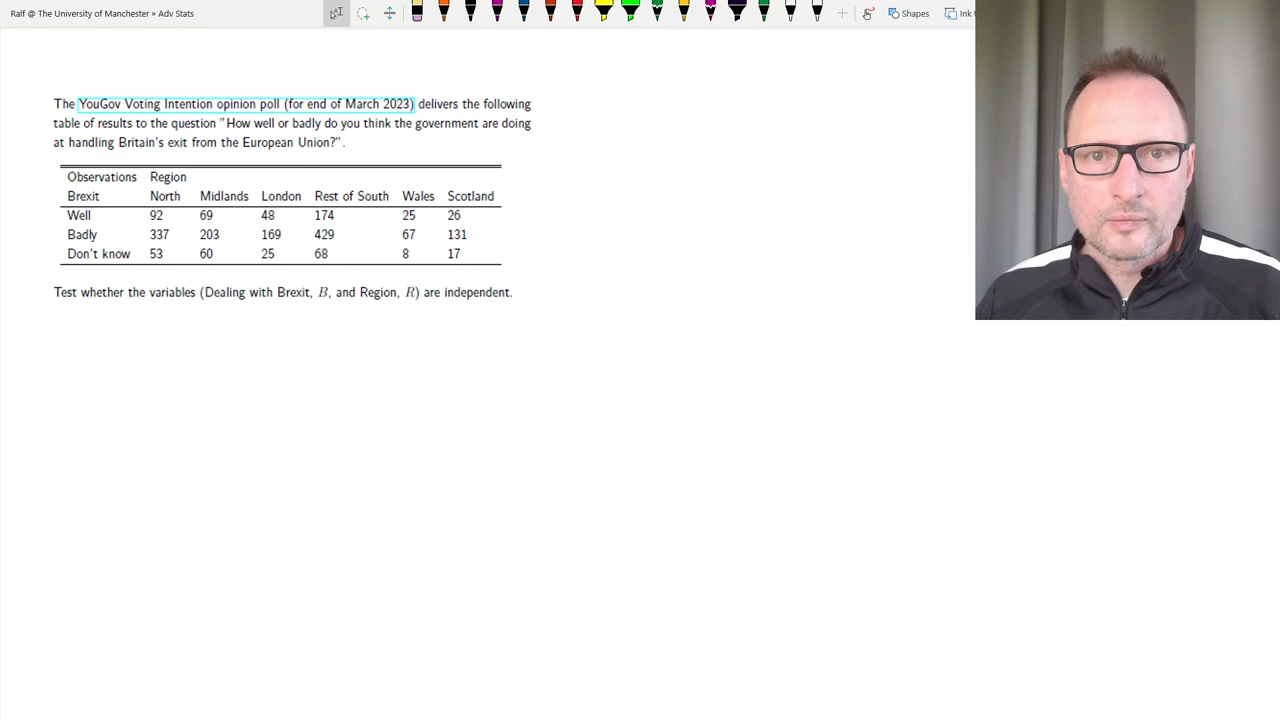 Ralf @ The University of Manchester » Adv Stats
Shapes
Ink t
The YouGov Voting Intention opinion poll (for end of March 2023) delivers the following
table of results to the question "How well or badly do you think the government are doing
at handling Britain's exit from the European Union?".
Observations Region
Brexit North Midlands London Rest of South Wales Scotland
Well 92 69 48 174 25 26
Badly 337 203 169 429 67 131
Don't know 53 60 25 68 8 17
Test whether the variables (Dealing with Brexit, B, and Region, R) are independent.